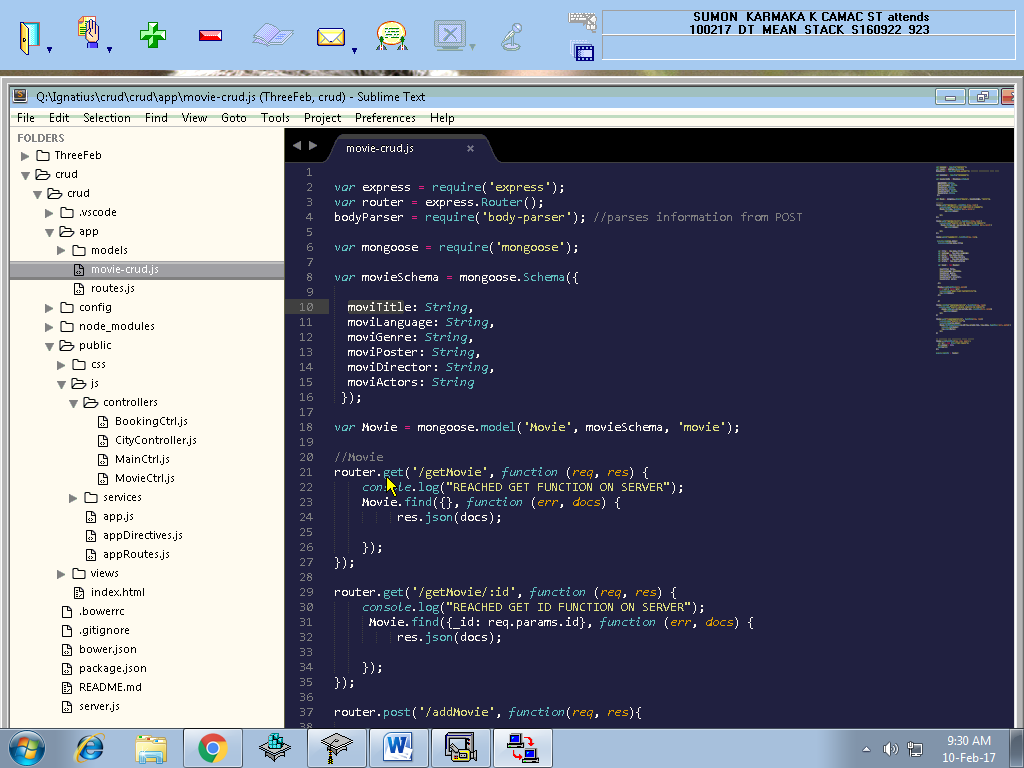 SUMON KARMAKA K CAMAC ST attends
100217 DT MEAN STACK S160922 923
Q:\Ignatius\crud\crud\app\movie-crud.js (ThreeFeb, crud) - Sublime Text
File Edit Selection Find View Goto Tools Project Preferences Help
FOLDERS
ThreeFeb
crud
crud
.vscode
app
models
movie-crud.js
routes.js
config
node_modules
public
css
js
controllers
BookingCtrl.js
CityController.js
MainCtrl.js
MovieCtrl.js
services
app.js
appDirectives.js
appRoutes.js
views
index.html
.bowerrc
.gitignore
bower.json
package.json
README.md
server.js
movie-crud.js
1
2 var express = require('express');
3 var router = express.Router();
4 bodyParser = require('body-parser'); //parses information from POST
5
6 var mongoose = require('mongoose');
7
8 var movieSchema = mongoose.Schema({
9
10 moviTitle: String,
11 moviLanguage: String,
12 moviGenre: String,
13 moviPoster: String,
14 moviDirector: String,
15 moviActors: String
16 });
17
18 var Movie = mongoose.model('Movie', movieSchema, 'movie');
19
20 //Movie
21 router.get('/getMovie', function (req, res) {
22 console.log("REACHED GET FUNCTION ON SERVER");
23 Movie.find({}, function (err, docs) {
24 res.json(docs);
25
26 });
27 });
28
29 router.get('/getMovie/:id', function (req, res) {
30 console.log("REACHED GET ID FUNCTION ON SERVER");
31 Movie.find({_id: req.params.id}, function (err, docs) {
32 res.json(docs);
33
34 });
35 });
36
37 router.post('/addMovie', function(req, res){
38
9:30 AM
10-Feb-17